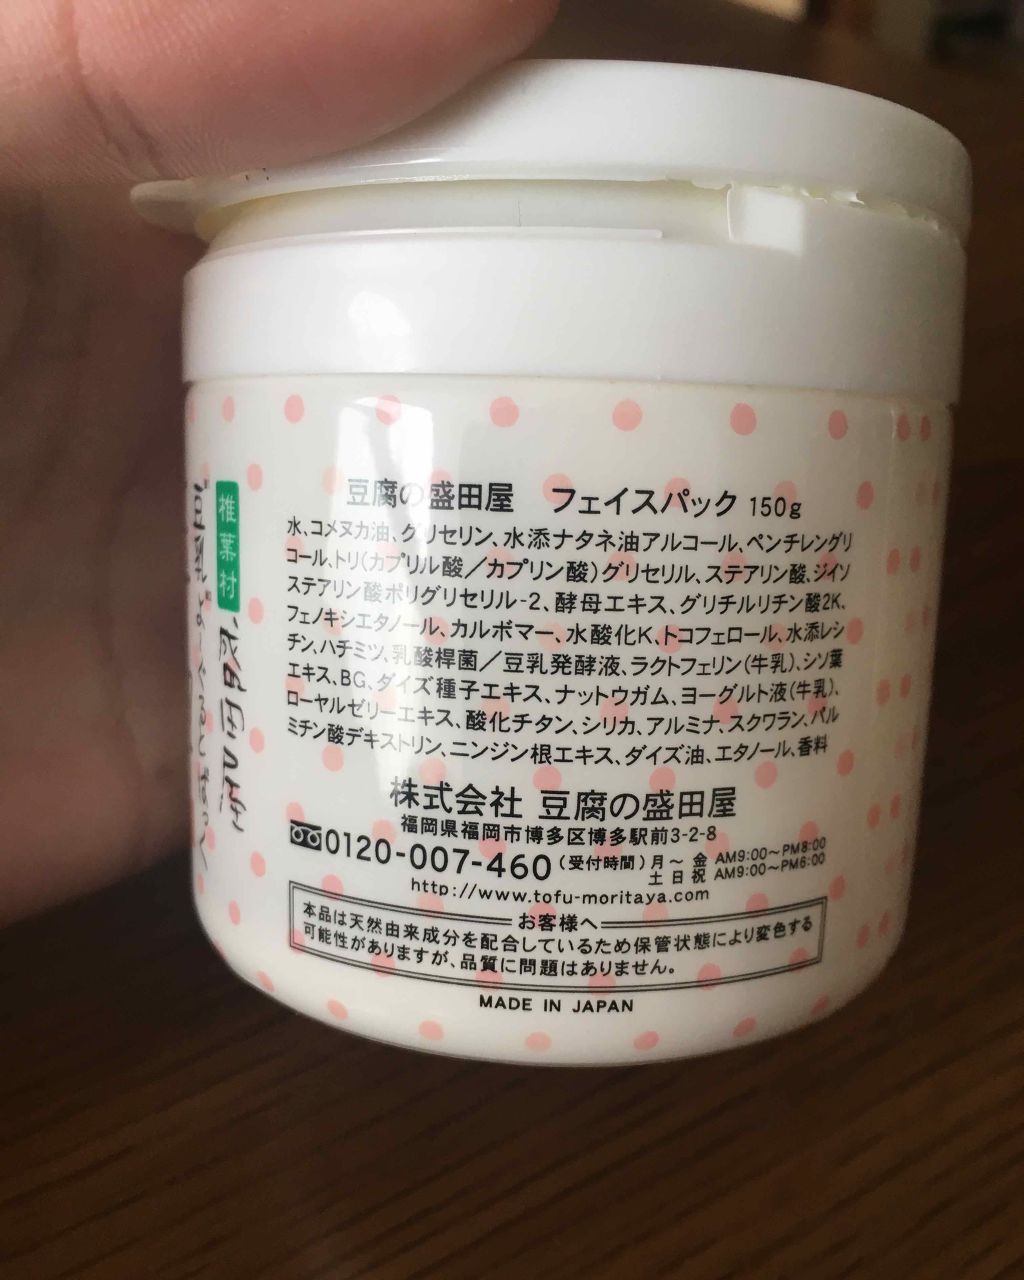 豆腐の盛田屋 フェイスパック 150g
水、コメヌカ油、グリセリン、水添ナタネ油アルコール、ペンチレングリ
コール、トリ(カプリル酸/カプリン酸)グリセリル、ステアリン酸、ジイソ
ステアリン酸ポリグリセリル-2、酵母エキス、グリチルリチン酸2K、
フェノキシエタノール、カルボマー、水酸化K、トコフェロール、水添レシ
チン、ハチミツ、乳酸桿菌/豆乳発酵液、ラクトフェリン(牛乳)、シソ葉
エキス、BG、ダイズ種子エキス、ナットウガム、ヨーグルト液(牛乳)、
ローヤルゼリーエキス、酸化チタン、シリカ、アルミナ、スクワラン、パル
ミチン酸デキストリン、ニンジン根エキス、ダイズ油、エタノール、香料
株式会社 豆腐の盛田屋
福岡県福岡市博多区博多駅前3-2-8
0120-007-460 (受付時間) 月〜金 AM9:00〜PM8:00
土日祝 AM9:00〜PM6:00
http://www.tofu-moritaya.com
お客様へ
本品は天然由来成分を配合しているため保管状態により変色する
可能性がありますが、品質に問題はありません。
MADE IN JAPAN
椎葉村
盛田屋
豆乳よーぐるとぱっく